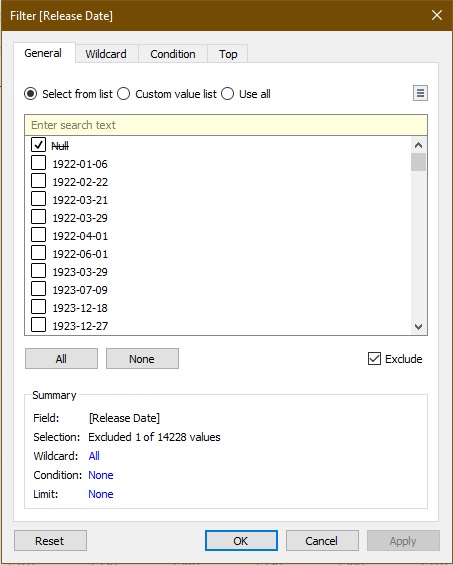 Filter [Release Date]
General Wildcard Condition Top
Select from list Custom value list Use all
Enter search text
Null
1922-01-06
1922-02-22
1922-03-21
1922-03-29
1922-04-01
1922-06-01
1923-03-29
1923-07-09
1923-12-18
1923-12-27
All None Exclude
Summary
Field: [Release Date]
Selection: Excluded 1 of 14228 values
Wildcard: All
Condition: None
Limit: None
Reset OK Cancel Apply